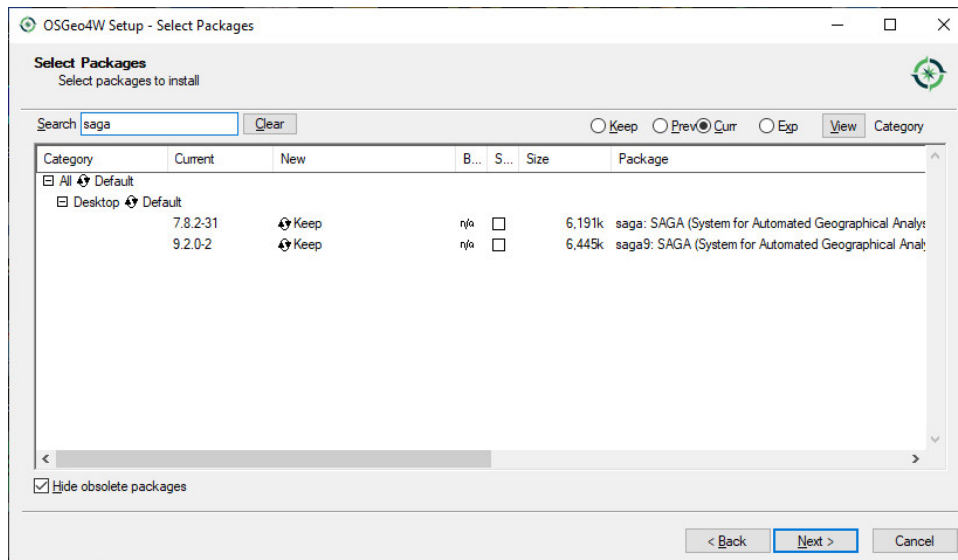 OSGeo4W Setup - Select Packages
Select Packages
Select packages to install
Search saga Clear Keep Prev Curr Exp View Category
Category Current New B... S... Size Package
All Default
Desktop Default
7.8.2-31 Keep n/a 6,191k saga: SAGA (System for Automated Geographical Analys
9.2.0-2 Keep n/a 6,445k saga9: SAGA (System for Automated Geographical Analy
Hide obsolete packages
< Back Next > Cancel